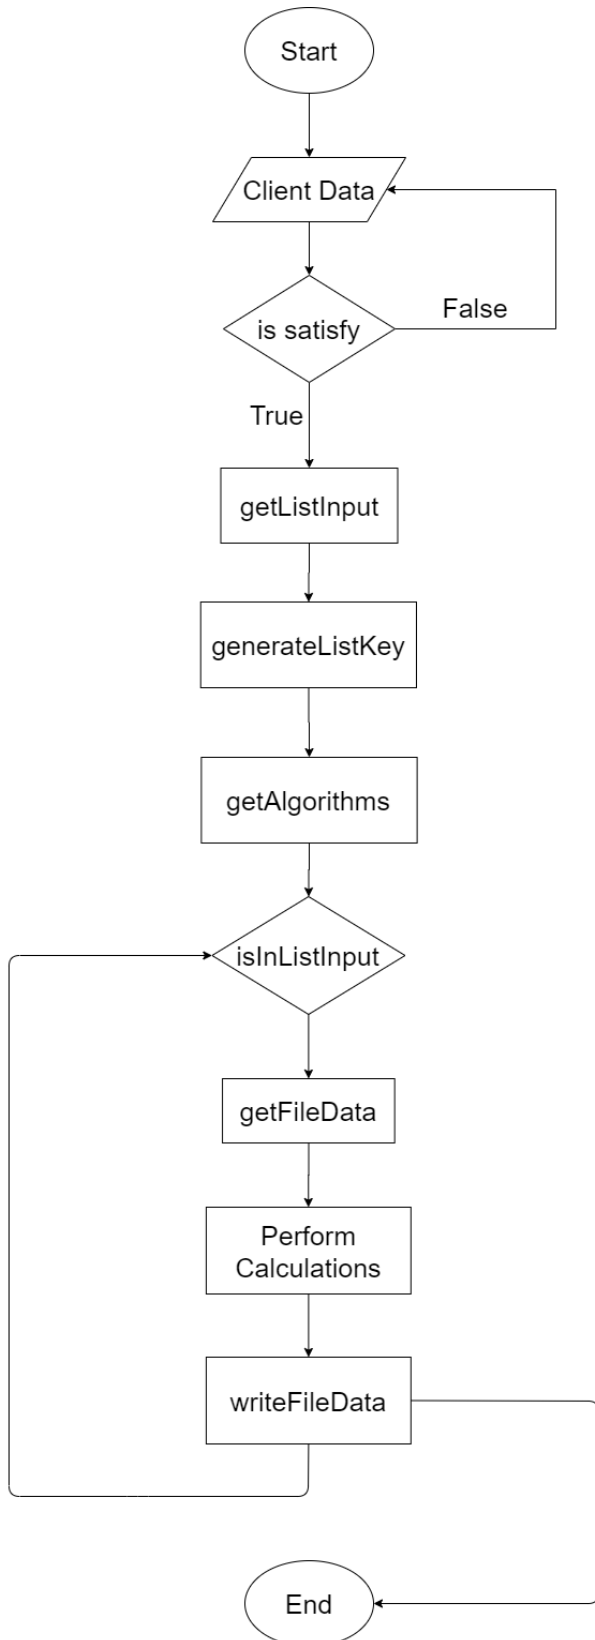 Start
Client Data
is satisfy
False
True
getListInput
generateListKey
getAlgorithms
isInListInput
getFileData
Perform
Calculations
writeFileData
End